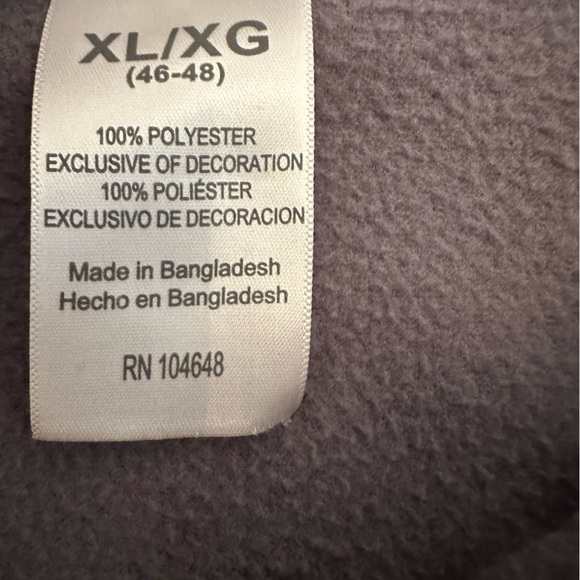 XL/XG
(46-48)
100% POLYESTER
EXCLUSIVE OF DECORATION
100% POLIÉSTER
EXCLUSIVO DE DECORACION
Made in Bangladesh
Hecho en Bangladesh
RN 104648